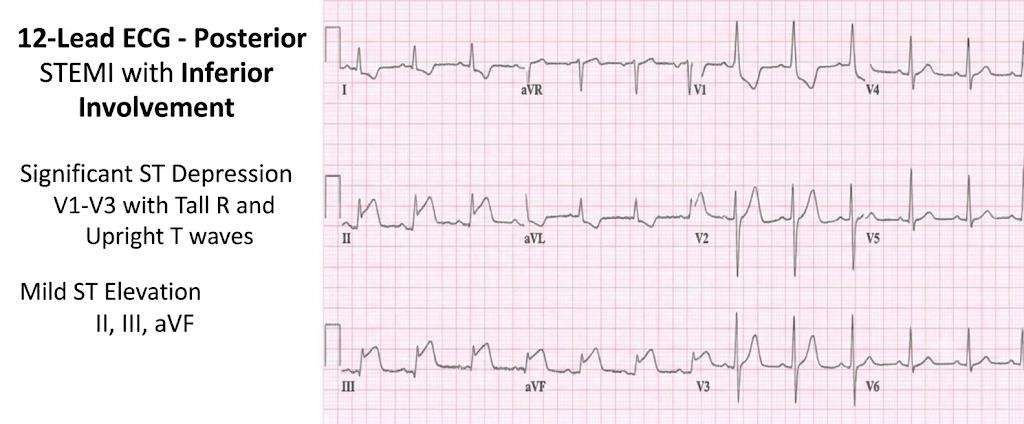 12-Lead ECG - Posterior
STEMI with Inferior
Involvement
Significant ST Depression
V1-V3 with Tall R and
Upright T waves
Mild ST Elevation
II, III, aVF
I
aVR
V1
V4
II
aVL
V2
V5
III
aVF
V3
V6